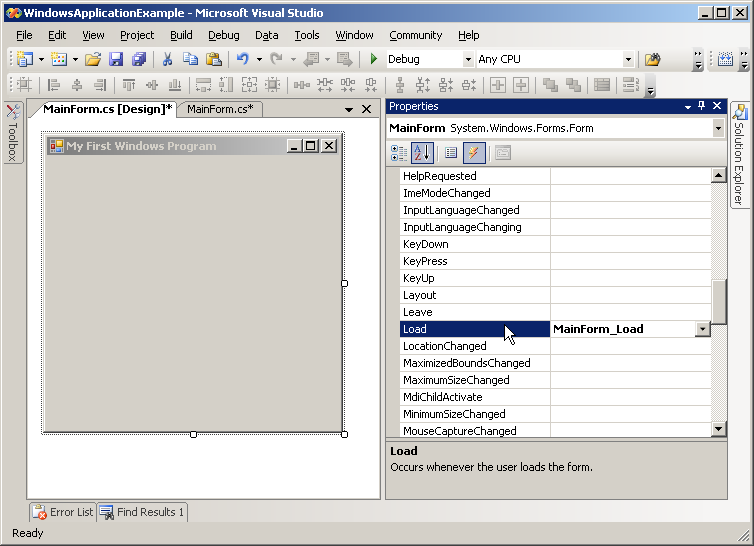 WindowsApplicationExample - Microsoft Visual Studio
File Edit View Project Build Debug Data Tools Window Community Help
Debug Any CPU
MainForm.cs [Design]* MainForm.cs*
Toolbox
My First Windows Program
Properties
MainForm System.Windows.Forms.Form
A
Z
HelpRequested
ImeModeChanged
InputLanguageChanged
InputLanguageChanging
KeyDown
KeyPress
KeyUp
Layout
Leave
Load MainForm_Load
LocationChanged
MaximizedBoundsChanged
MaximumSizeChanged
MdiChildActivate
MinimumSizeChanged
MouseCaptureChanged
Load
Occurs whenever the user loads the form.
Solution Explorer
Error List Find Results 1
Ready